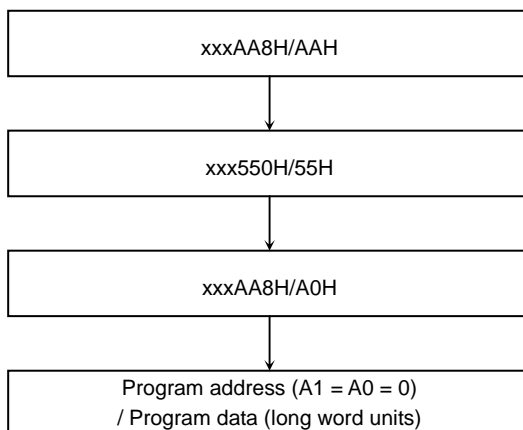 xxxAA8H/AAH
xxx550H/55H
xxxAA8H/A0H
Program address (A1 = A0 = 0)
/ Program data (long word units)